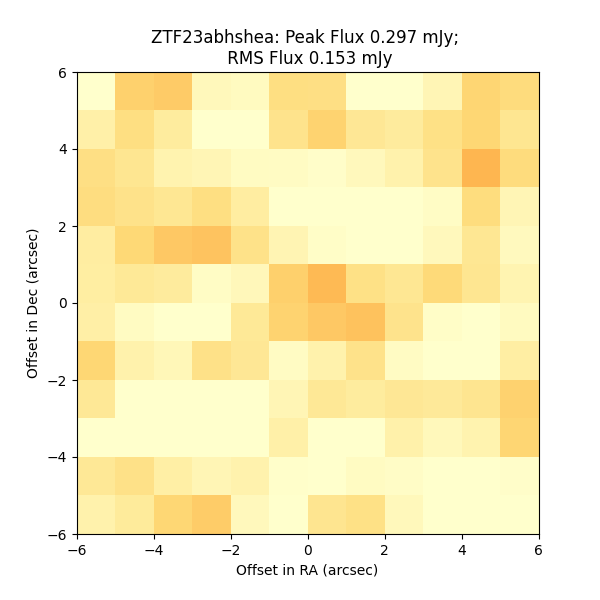 ZTF23abhshea: Peak Flux 0.297 mJy;
RMS Flux 0.153 mJy
6
4
2
0
−2
−4
−6
Offset in Dec (arcsec)
−6 −4 −2 0 2 4 6
Offset in RA (arcsec)